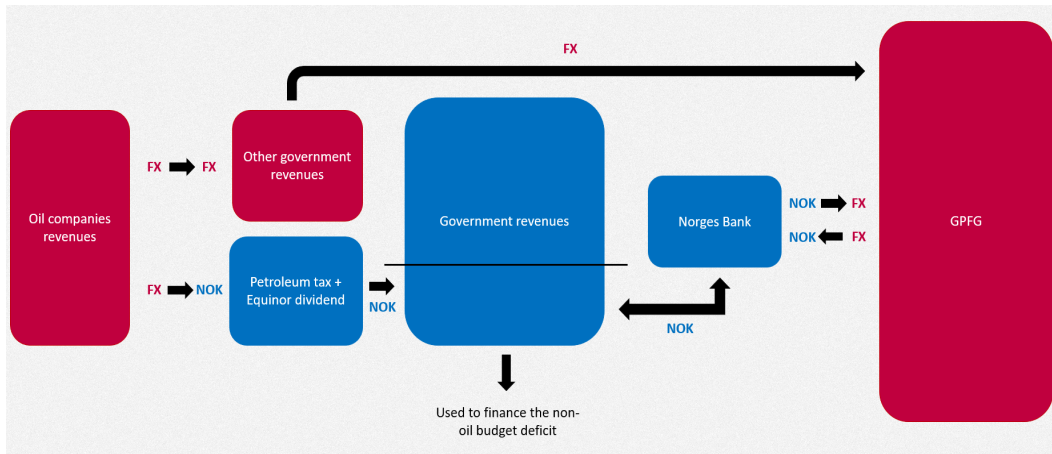 FX
Oil companies
revenues
FX
FX
FX
NOK
Other government
revenues
Petroleum tax +
Equinor dividend
NOK
Government revenues
Used to finance the non-
oil budget deficit
NOK
Norges Bank
NOK
FX
NOK
FX
GPFG